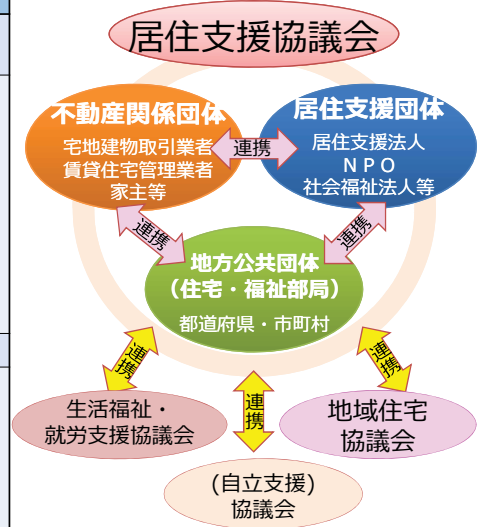 居住支援協議会
不動産関係団体
宅地建物取引業者
賃貸住宅管理業者
家主等
連携
居住支援団体
居住支援法人
ＮＰＯ
社会福祉法人等
連携
連携
地方公共団体
（住宅・福祉部局）
都道府県・市町村
連携
連携
連携
生活福祉・
就労支援協議会
(自立支援)
協議会
地域住宅
協議会